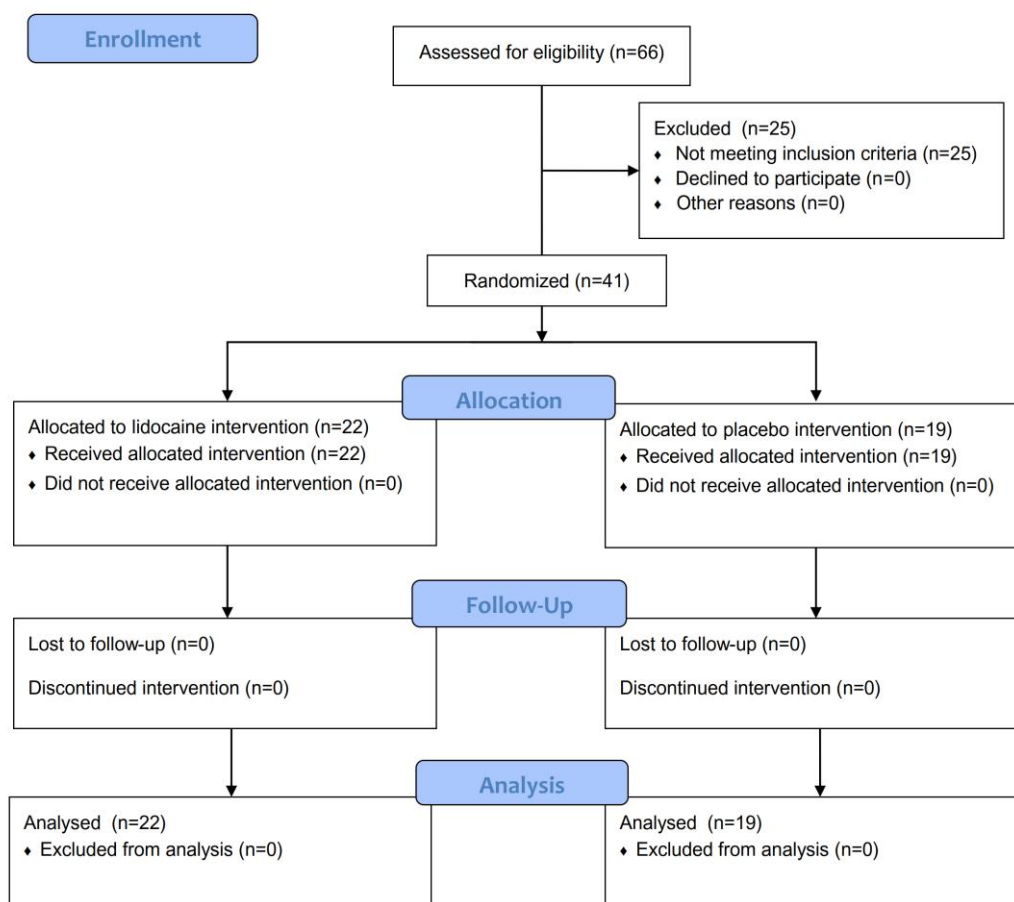 Enrollment
Assessed for eligibility (n=66)
Excluded (n=25)
♦ Not meeting inclusion criteria (n=25)
♦ Declined to participate (n=0)
♦ Other reasons (n=0)
Randomized (n=41)
Allocation
Allocated to lidocaine intervention (n=22)
♦ Received allocated intervention (n=22)
♦ Did not receive allocated intervention (n=0)
Allocated to placebo intervention (n=19)
♦ Received allocated intervention (n=19)
♦ Did not receive allocated intervention (n=0)
Follow-Up
Lost to follow-up (n=0)
Discontinued intervention (n=0)
Lost to follow-up (n=0)
Discontinued intervention (n=0)
Analysis
Analysed (n=22)
♦ Excluded from analysis (n=0)
Analysed (n=19)
♦ Excluded from analysis (n=0)